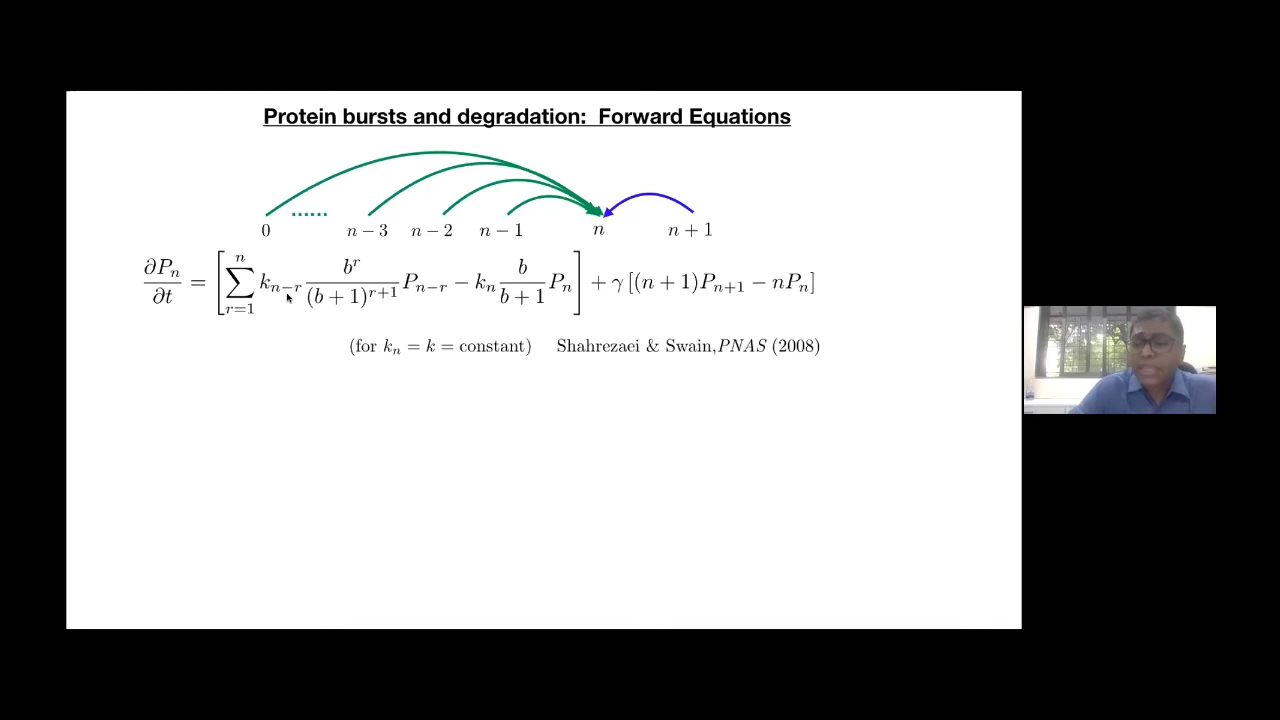 Protein bursts and degradation: Forward Equations
0 ...... n − 3 n − 2 n − 1 n n + 1
∂P_n/∂t = [∑_{r=1}^{n} k_{n−r} b^r/(b+1)^{r+1} P_{n−r} − k_n b/(b+1) P_n] + γ [(n+1)P_{n+1} − nP_n]
(for k_n = k = constant) Shahrezaei & Swain,PNAS (2008)